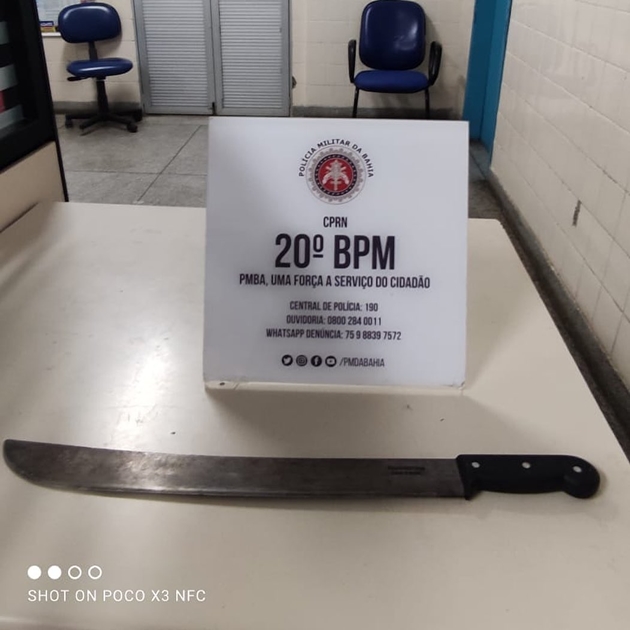 POLÍCIA MILITAR DA BAHIA
CPRN
20º BPM
PMBA, UMA FORÇA A SERVIÇO DO CIDADÃO
CENTRAL DE POLÍCIA: 190
OUVIDORIA: 0800 284 0011
WHATSAPP DENÚNCIA: 75 9 8839 7572
/PMDABAHIA
SHOT ON POCO X3 NFC